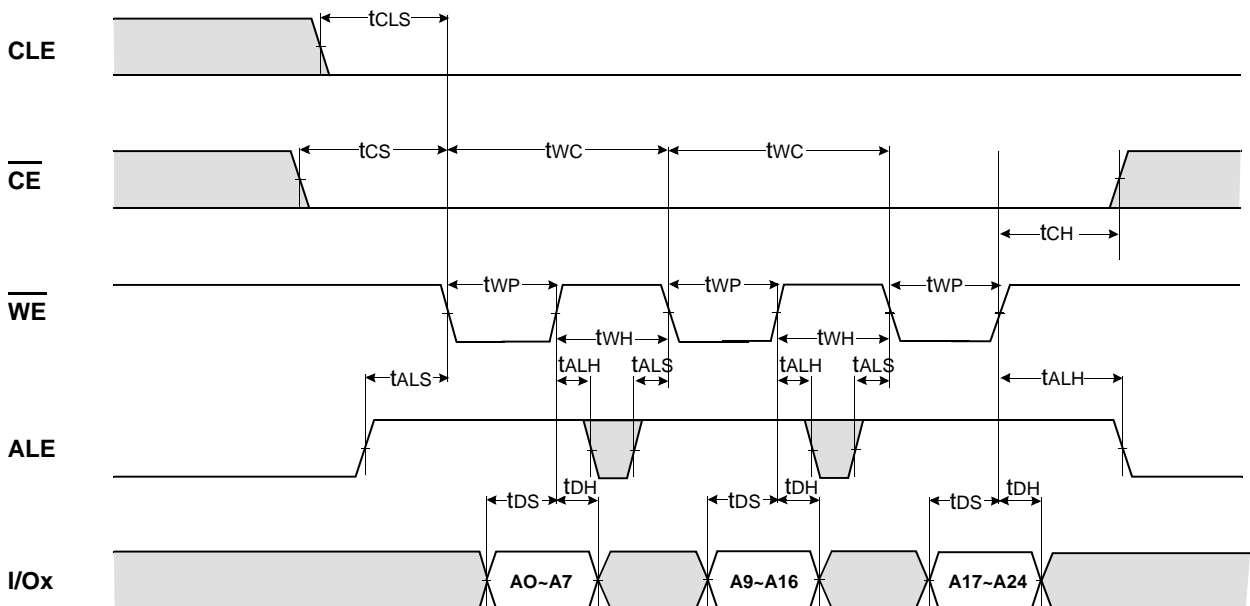 tCLS
CLE
tCS tWC tWC
CE
tCH
tWP tWP tWP
WE
tWH tWH
tALH tALS tALH tALS
tALS tALH
ALE
tDS tDH tDS tDH tDS tDH
I/Ox AO~A7 A9~A16 A17~A24